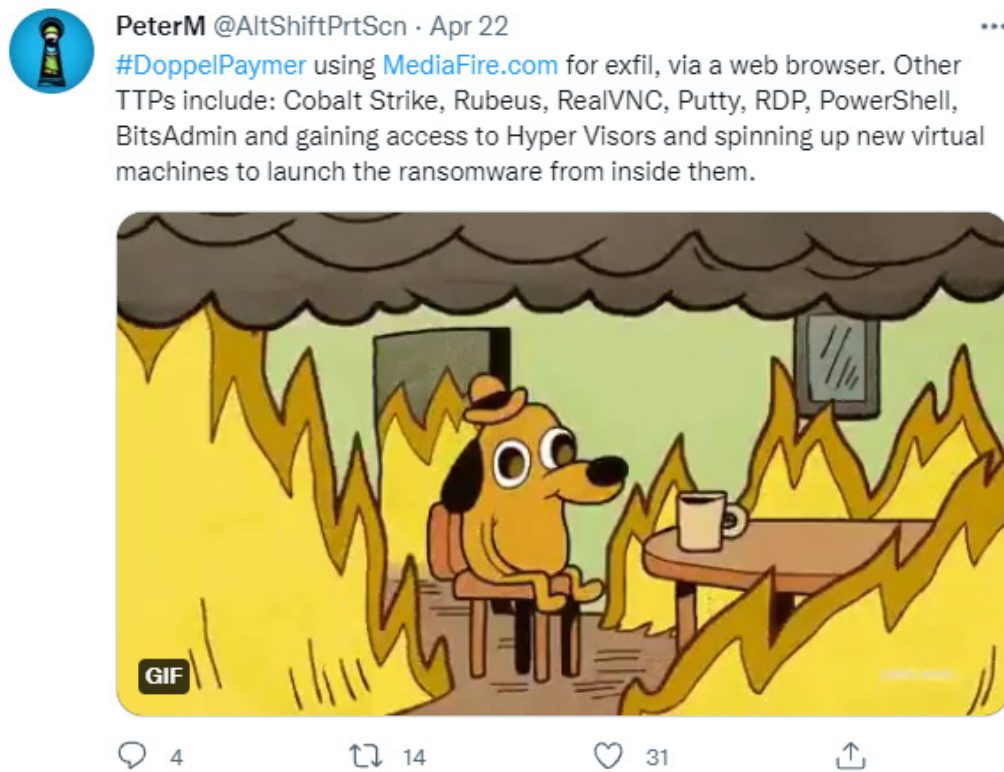 PeterM @AltShiftPrtScn · Apr 22
#DoppelPaymer using MediaFire.com for exfil, via a web browser. Other
TTPs include: Cobalt Strike, Rubeus, RealVNC, Putty, RDP, PowerShell,
BitsAdmin and gaining access to Hyper Visors and spinning up new virtual
machines to launch the ransomware from inside them.
GIF
4 14 31